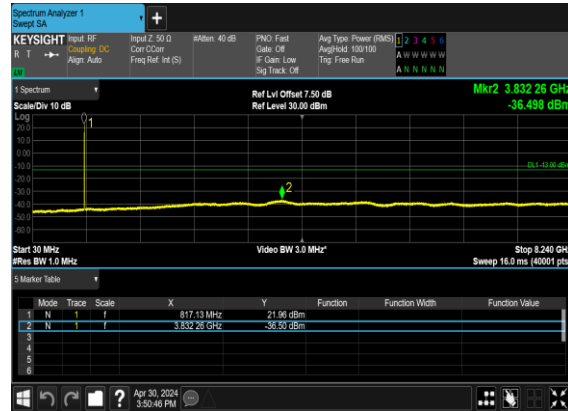 Spectrum Analyzer 1
Swept SA
+
KEYSIGHT Input: RF Input Z: 50 Ω #Atten: 40 dB PNO: Fast Avg Type: Power (RMS) 1 2 3 4 5 6
R T Coupling: DC Corr CCorr Gate: Off Avg|Hold: 100/100 A W W W W W
Align: Auto Freq Ref: Int (S) IF Gain: Low Trig: Free Run
Sig Track: Off A N N N N N
1 Spectrum
Ref Lvl Offset 7.50 dB Mkr2 3.832 26 GHz
Scale/Div 10 dB Ref Level 30.00 dBm -36.498 dBm
Log
20.0
10.0
0.00
-10.0
-20.0
-30.0
-40.0
-50.0
-60.0
1
DL1 -13.00 dBm
2
Start 30 MHz Video BW 3.0 MHz* Stop 8.240 GHz
#Res BW 1.0 MHz Sweep 16.0 ms (40001 pts)
5 Marker Table
Mode Trace Scale X Y Function Function Width Function Value
1 N 1 f 817.13 MHz 21.96 dBm
2 N 1 f 3.832 26 GHz -36.50 dBm
3
4
5
6
? Apr 30, 2024
3:50:46 PM